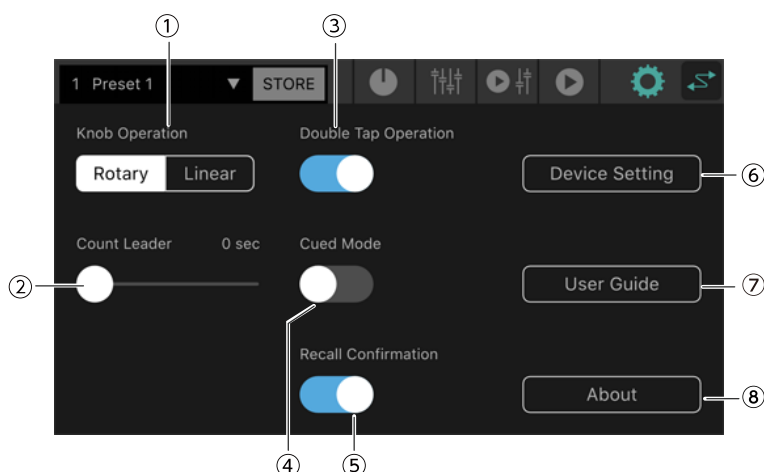 ① ③
1 Preset 1 ▼ STORE
Knob Operation Double Tap Operation
Rotary Linear Device Setting ⑥
Count Leader 0 sec Cued Mode
② User Guide ⑦
Recall Confirmation
About ⑧
④ ⑤